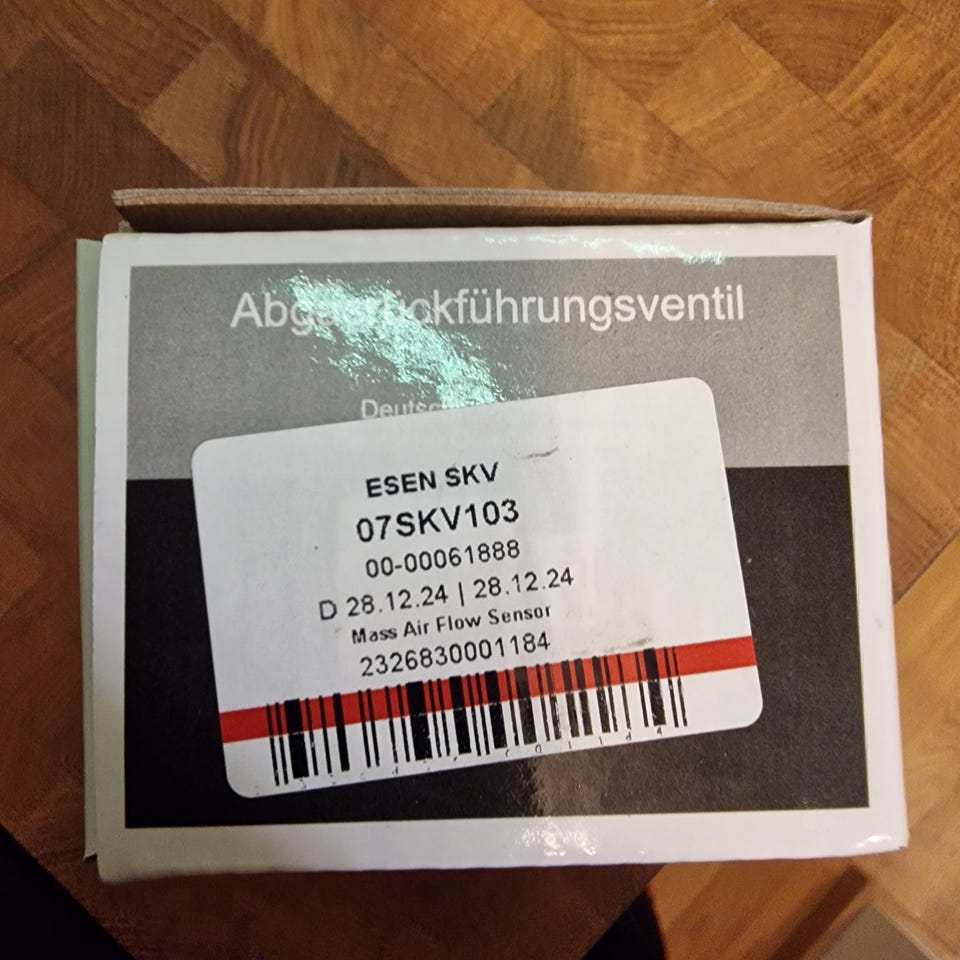 Abgasrückführungsventil
ESEN SKV
07SKV103
00-00061888
D 28.12.24 | 28.12.24
Mass Air Flow Sensor
2326830001184